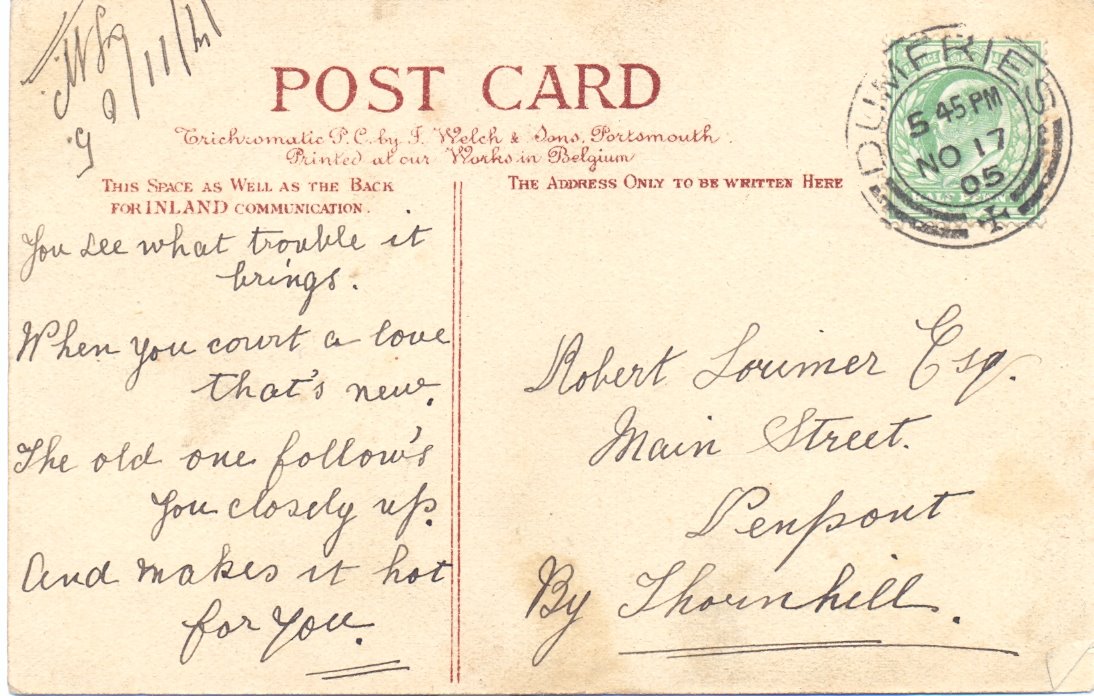 POST CARD
Trichromatic P.C. by J. Welch & Sons, Portsmouth
Printed at our Works in Belgium
THIS SPACE AS WELL AS THE BACK
FOR INLAND COMMUNICATION.
THE ADDRESS ONLY TO BE WRITTEN HERE
DUMFRIES
5 45 PM
NO 17
05
You see what trouble it
brings.
When you court a love
that's new.
The old one follow's
you closely up.
And makes it hot
for you.
Robert Lorimer Esq.
Main Street.
Penpont
By Thornhill.